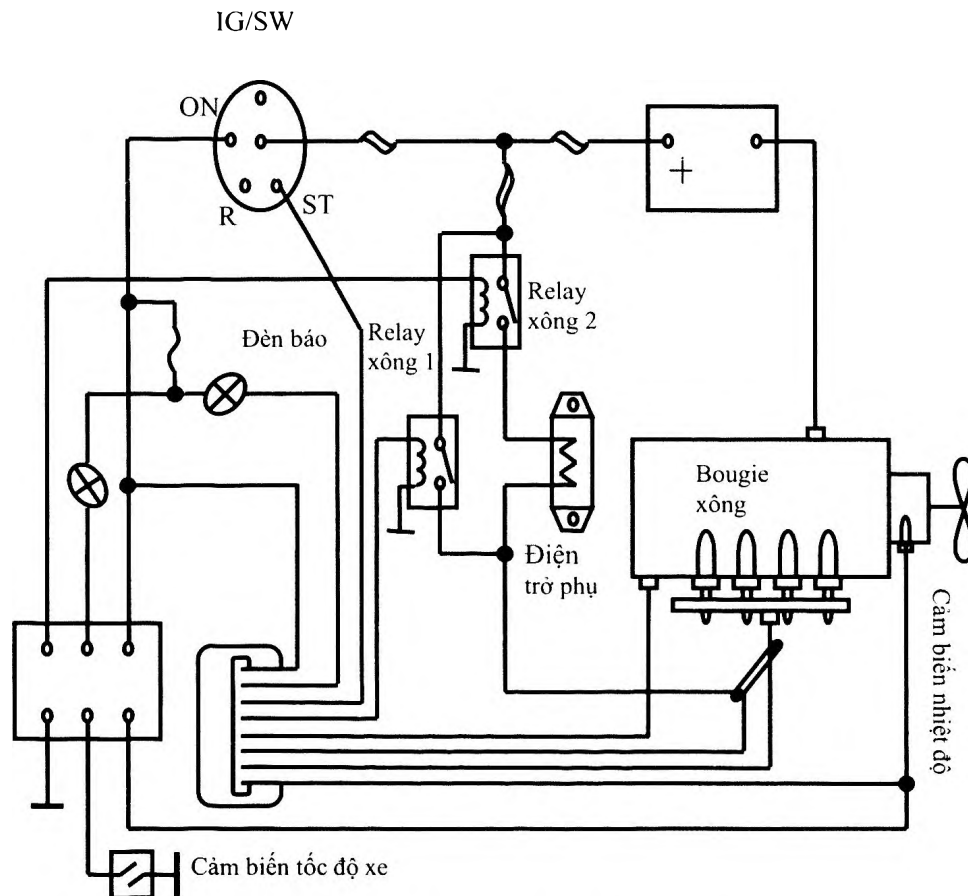 IG/SW
ON
R
ST
+
Relay
xông 2
Đèn báo
Relay
xông 1
Bougie
xông
Điện
trở phụ
Cảm biến nhiệt độ
Cảm biến tốc độ xe